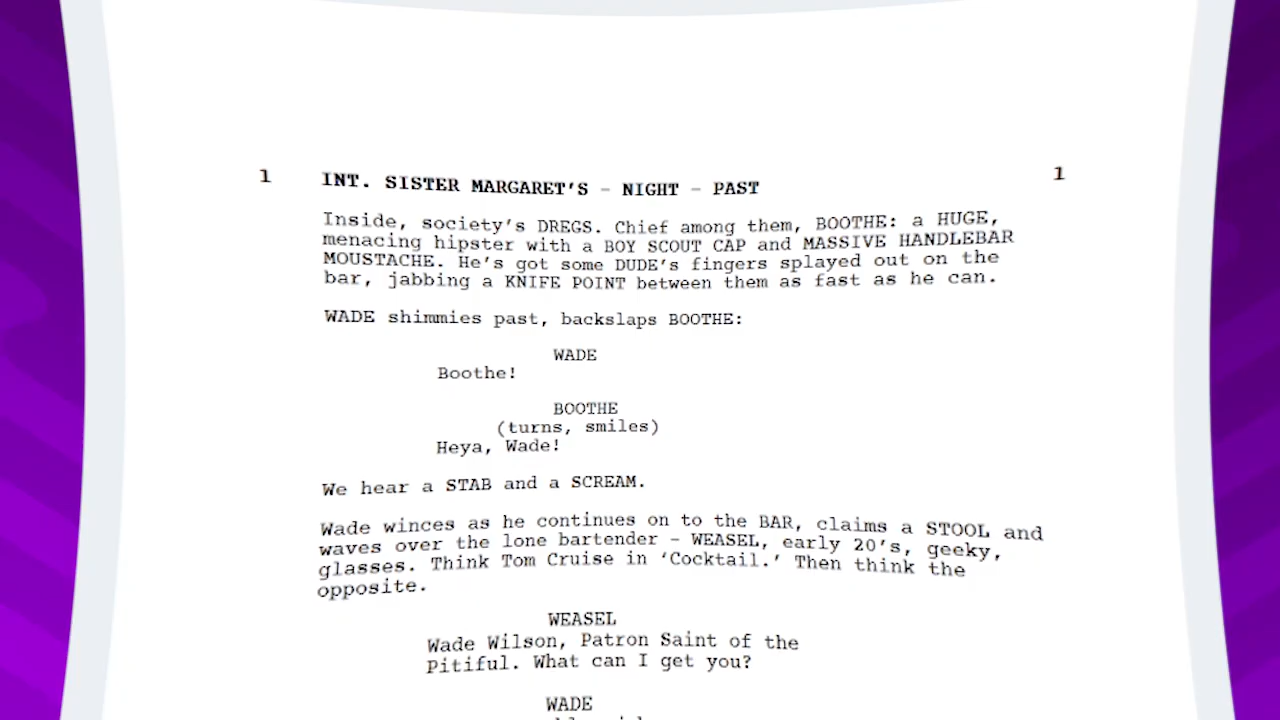 1 INT. SISTER MARGARET'S - NIGHT - PAST 1
Inside, society's DREGS. Chief among them, BOOTHE: a HUGE,
menacing hipster with a BOY SCOUT CAP and MASSIVE HANDLEBAR
MOUSTACHE. He's got some DUDE's fingers splayed out on the
bar, jabbing a KNIFE POINT between them as fast as he can.
WADE shimmies past, backslaps BOOTHE:
WADE
Boothe!
BOOTHE
(turns, smiles)
Heya, Wade!
We hear a STAB and a SCREAM.
Wade winces as he continues on to the BAR, claims a STOOL and
waves over the lone bartender - WEASEL, early 20's, geeky,
glasses. Think Tom Cruise in ‘Cocktail.’ Then think the
opposite.
WEASEL
Wade Wilson, Patron Saint of the
Pitiful. What can I get you?
WADE